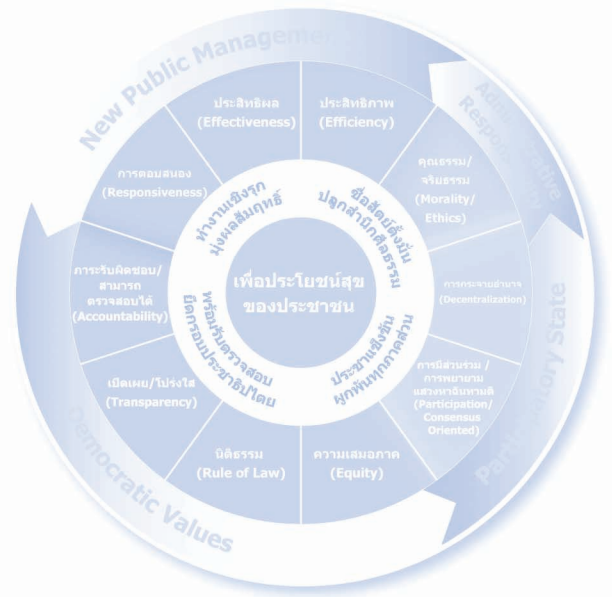 New Public Management
Administrative
Responsibility
Participatory State
Democratic Values
ประสิทธิผล
(Effectiveness)
ประสิทธิภาพ
(Efficiency)
คุณธรรม/
จริยธรรม
(Morality/
Ethics)
การกระจายอำนาจ
(Decentralization)
การมีส่วนร่วม /
การพยายาม
แสวงหาฉันทามติ
(Participation/
Consensus
Oriented)
ความเสมอภาค
(Equity)
นิติธรรม
(Rule of Law)
เปิดเผย/โปร่งใส
(Transparency)
ภาระรับผิดชอบ/
สามารถ
ตรวจสอบได้
(Accountability)
การตอบสนอง
(Responsiveness)
ทำงานเชิงรุก
มุ่งผลสัมฤทธิ์
ซื่อสัตย์ตั้งมั่น
ปลูกสำนึกศีลธรรม
ประชาแข็งขัน
ผูกพันทุกภาคส่วน
พร้อมรับตรวจสอบ
ยึดกรอบประชาธิปไตย
เพื่อประโยชน์สุข
ของประชาชน